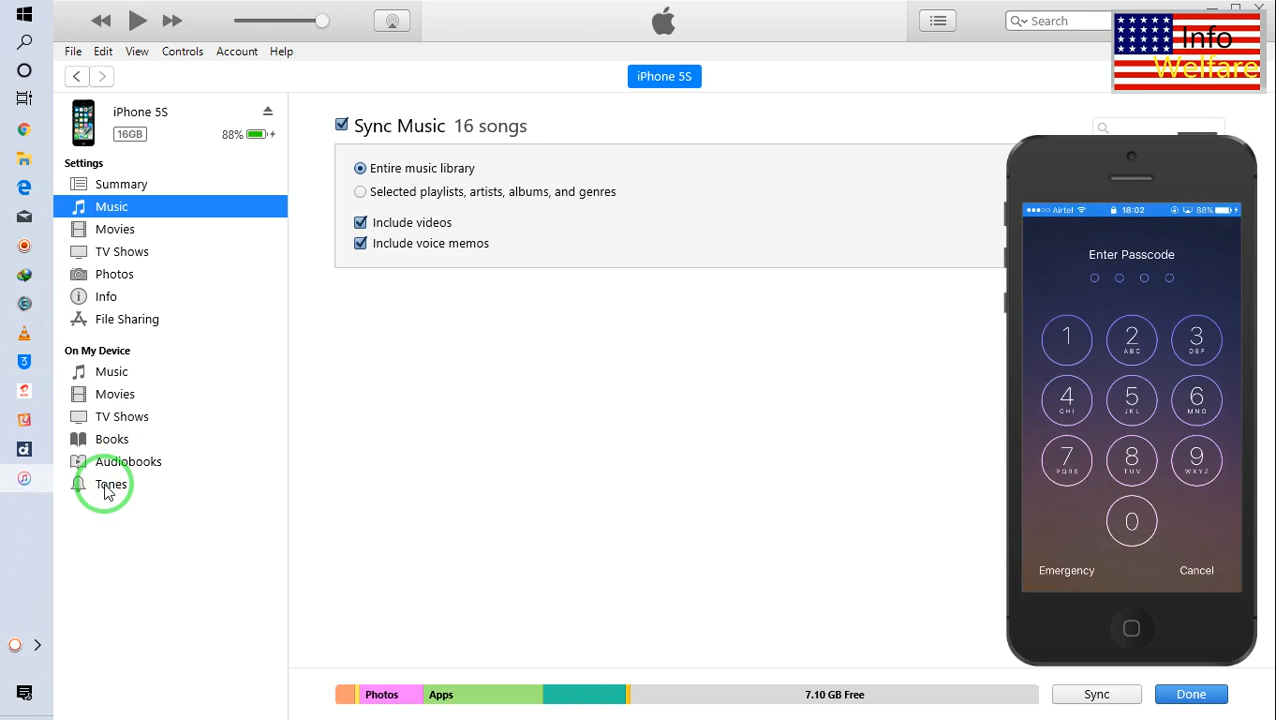 Search
Info
Welfare
File Edit View Controls Account Help
iPhone 5S
iPhone 5S
16GB
88%
Settings
Summary
Music
Movies
TV Shows
Photos
Info
File Sharing
On My Device
Music
Movies
TV Shows
Books
Audiobooks
Tones
Sync Music 16 songs
Entire music library
Selected playlists, artists, albums, and genres
Include videos
Include voice memos
Airtel 18:02 88%
Enter Passcode
1 2 3
ABC DEF
4 5 6
GHI JKL MNO
7 8 9
PQRS TUV WXYZ
0
Emergency Cancel
Photos Apps 7.10 GB Free Sync Done